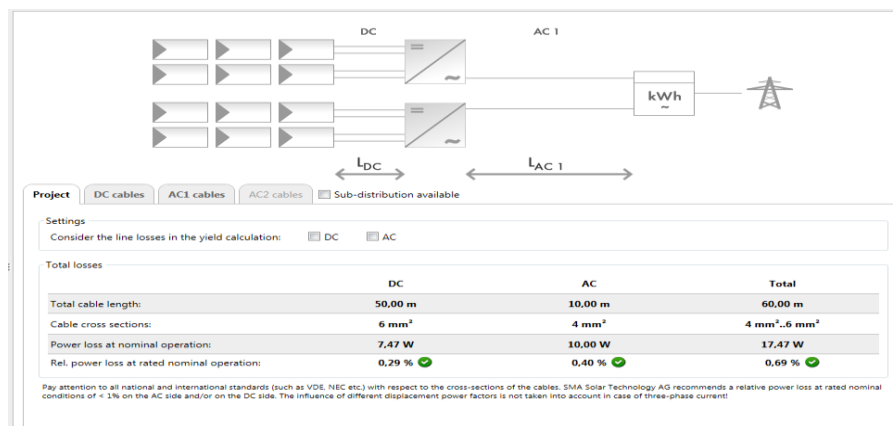 DC AC 1
kWh
~
LDC LAC 1
Project DC cables AC1 cables AC2 cables Sub-distribution available
Settings
Consider the line losses in the yield calculation: DC AC
Total losses
DC AC Total
Total cable length: 50,00 m 10,00 m 60,00 m
Cable cross sections: 6 mm² 4 mm² 4 mm²..6 mm²
Power loss at nominal operation: 7,47 W 10,00 W 17,47 W
Rel. power loss at rated nominal operation: 0,29 % 0,40 % 0,69 %
Pay attention to all national and international standards (such as VDE, NEC etc.) with respect to the cross-sections of the cables. SMA Solar Technology AG recommends a relative power loss at rated nominal
conditions of < 1% on the AC side and/or on the DC side. The influence of different displacement power factors is not taken into account in case of three-phase current!